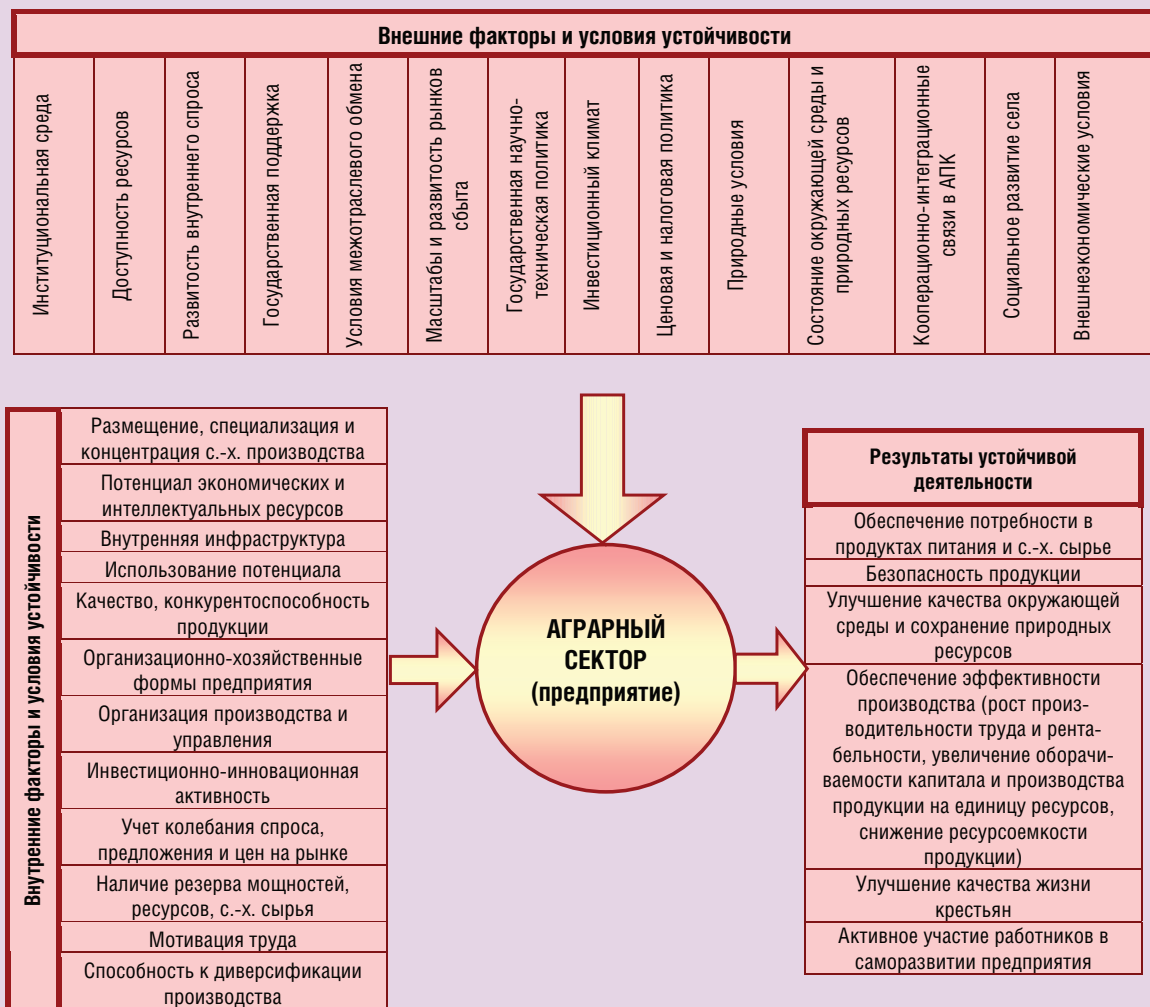 Внешние факторы и условия устойчивости
Институциональная среда
Доступность ресурсов
Развитость внутреннего спроса
Государственная поддержка
Условия межотраслевого обмена
Масштабы и развитость рынков
сбыта
Государственная научно-
техническая политика
Инвестиционный климат
Ценовая и налоговая политика
Природные условия
Состояние окружающей среды и
природных ресурсов
Кооперационно-интеграционные
связи в АПК
Социальное развитие села
Внешнеэкономические условия
Внутренние факторы и условия устойчивости
Размещение, специализация и
концентрация с.-х. производства
Потенциал экономических и
интеллектуальных ресурсов
Внутренняя инфраструктура
Использование потенциала
Качество, конкурентоспособность
продукции
Организационно-хозяйственные
формы предприятия
Организация производства и
управления
Инвестиционно-инновационная
активность
Учет колебания спроса,
предложения и цен на рынке
Наличие резерва мощностей,
ресурсов, с.-х. сырья
Мотивация труда
Способность к диверсификации
производства
АГРАРНЫЙ
СЕКТОР
(предприятие)
Результаты устойчивой
деятельности
Обеспечение потребности в
продуктах питания и с.-х. сырье
Безопасность продукции
Улучшение качества окружающей
среды и сохранение природных
ресурсов
Обеспечение эффективности
производства (рост произ-
водительности труда и рента-
бельности, увеличение оборачи-
ваемости капитала и производства
продукции на единицу ресурсов,
снижение ресурсоемкости
продукции)
Улучшение качества жизни
крестьян
Активное участие работников в
саморазвитии предприятия